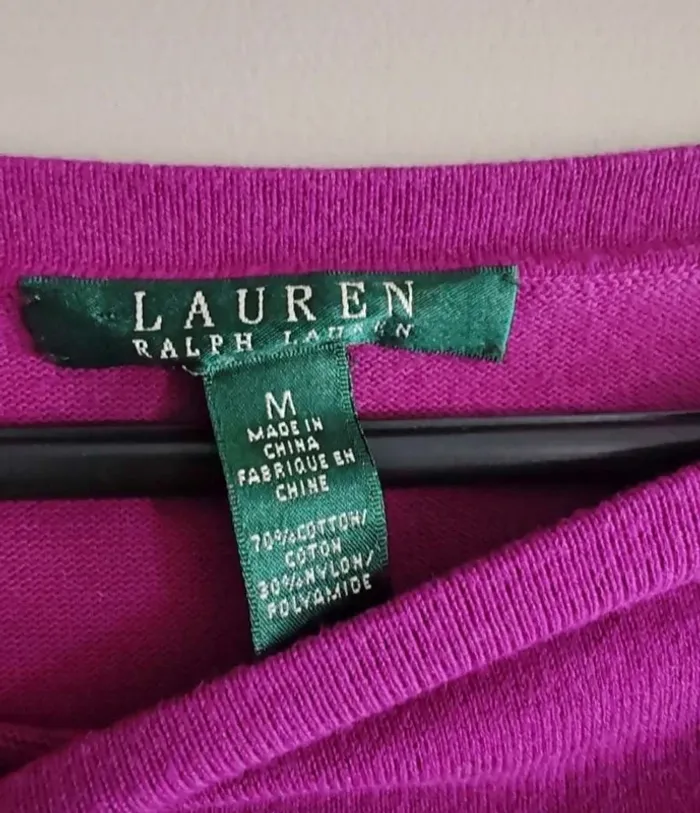 LAUREN
RALPH LAUREN
M
MADE IN
CHINA
FABRIQUE EN
CHINE
70%COTTON/
COTON
30%NYLON/
POLYAMIDE